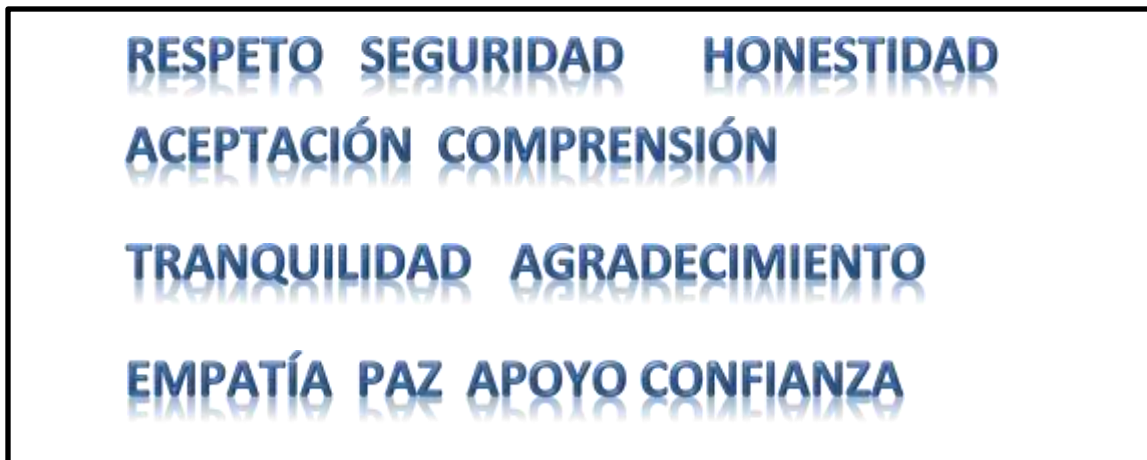 RESPETO SEGURIDAD HONESTIDAD
ACEPTACIÓN COMPRENSIÓN
TRANQUILIDAD AGRADECIMIENTO
EMPATÍA PAZ APOYO CONFIANZA